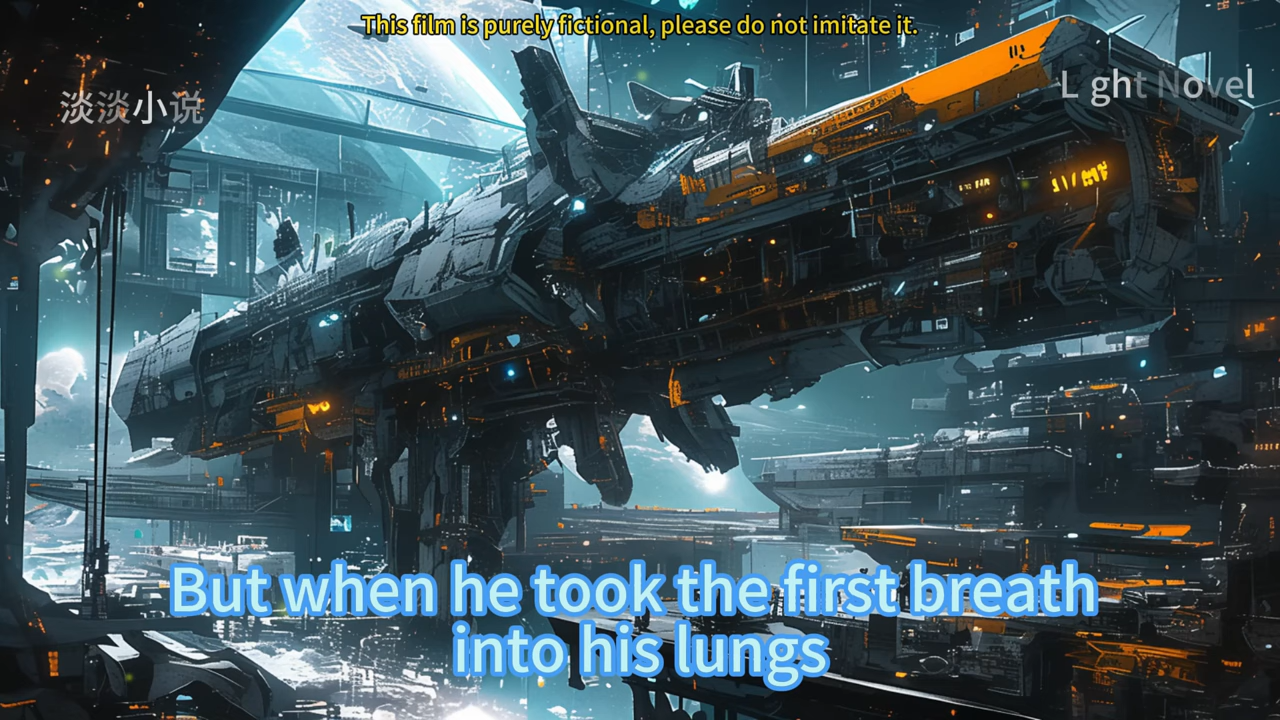 This film is purely fictional, please do not imitate it.
淡淡小说
L ght Novel
But when he took the first breath
into his lungs